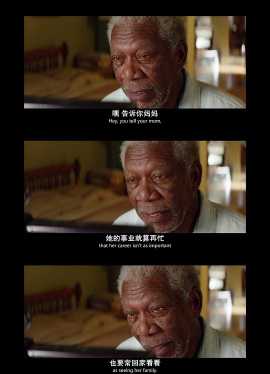 嘿 告诉你妈妈
Hey, you tell your mom,
她的事业就算再忙
that her career isn't as important
也要常回家看看
as seeing her family.